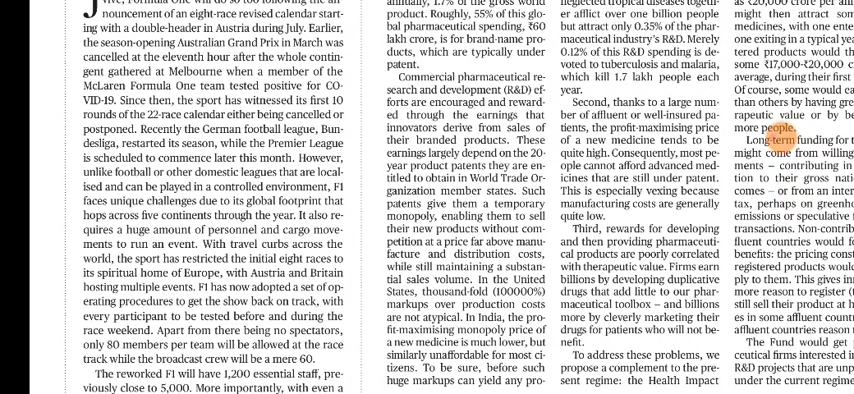 vive, Formula One will do so too following the an-
nouncement of an eight-race revised calendar start-
ing with a double-header in Austria during July. Earlier,
the season-opening Australian Grand Prix in March was
cancelled at the eleventh hour after the whole contin-
gent gathered at Melbourne when a member of the
McLaren Formula One team tested positive for CO-
VID-19. Since then, the sport has witnessed its first 10
rounds of the 22-race calendar either being cancelled or
postponed. Recently the German football league, Bun-
desliga, restarted its season, while the Premier League
is scheduled to commence later this month. However,
unlike football or other domestic leagues that are local-
ised and can be played in a controlled environment, F1
faces unique challenges due to its global footprint that
hops across five continents through the year. It also re-
quires a huge amount of personnel and cargo move-
ments to run an event. With travel curbs across the
world, the sport has restricted the initial eight races to
its spiritual home of Europe, with Austria and Britain
hosting multiple events. F1 has now adopted a set of op-
erating procedures to get the show back on track, with
every participant to be tested before and during the
race weekend. Apart from there being no spectators,
only 80 members per team will be allowed at the race
track while the broadcast crew will be a mere 60.
The reworked F1 will have 1,200 essential staff, pre-
viously close to 5,000. More importantly, with even a
annually, 1.7% of the gross world
product. Roughly, 55% of this glo-
bal pharmaceutical spending, ₹60
lakh crore, is for brand-name pro-
ducts, which are typically under
patent.
Commercial pharmaceutical re-
search and development (R&D) ef-
forts are encouraged and reward-
ed through the earnings that
innovators derive from sales of
their branded products. These
earnings largely depend on the 20-
year product patents they are en-
titled to obtain in World Trade Or-
ganization member states. Such
patents give them a temporary
monopoly, enabling them to sell
their new products without com-
petition at a price far above manu-
facture and distribution costs,
while still maintaining a substan-
tial sales volume. In the United
States, thousand-fold (100000%)
markups over production costs
are not atypical. In India, the pro-
fit-maximising monopoly price of
a new medicine is much lower, but
similarly unaffordable for most ci-
tizens. To be sure, before such
huge markups can yield any pro-
neglected tropical diseases togeth-
er afflict over one billion people
but attract only 0.35% of the phar-
maceutical industry's R&D. Merely
0.12% of this R&D spending is de-
voted to tuberculosis and malaria,
which kill 1.7 lakh people each
year.
Second, thanks to a large num-
ber of affluent or well-insured pa-
tients, the profit-maximising price
of a new medicine tends to be
quite high. Consequently, most pe-
ople cannot afford advanced med-
icines that are still under patent.
This is especially vexing because
manufacturing costs are generally
quite low.
Third, rewards for developing
and then providing pharmaceuti-
cal products are poorly correlated
with therapeutic value. Firms earn
billions by developing duplicative
drugs that add little to our phar-
maceutical toolbox – and billions
more by cleverly marketing their
drugs for patients who will not be-
nefit.
To address these problems, we
propose a complement to the pre-
sent regime: the Health Impact
as ₹20,000 crore per
might then attract som
medicines, with one ente
one exiting in a typical year
tered products would th
some ₹17,000-₹20,000 c
average, during their first
Of course, some would ea
than others by having gre
rapeutic value or by be
more people.
Long-term funding for t
might come from willing
ments – contributing in
tion to their gross nati
comes – or from an inter
tax, perhaps on greenho
emissions or speculative f
transactions. Non-contrib
fluent countries would fo
benefits: the pricing const
registered products would
ply to them. This gives inn
more reason to register (t
still sell their product at h
es in some affluent count
affluent countries reason t
The Fund would get
ceutical firms interested i
R&D projects that are unp
under the current regime